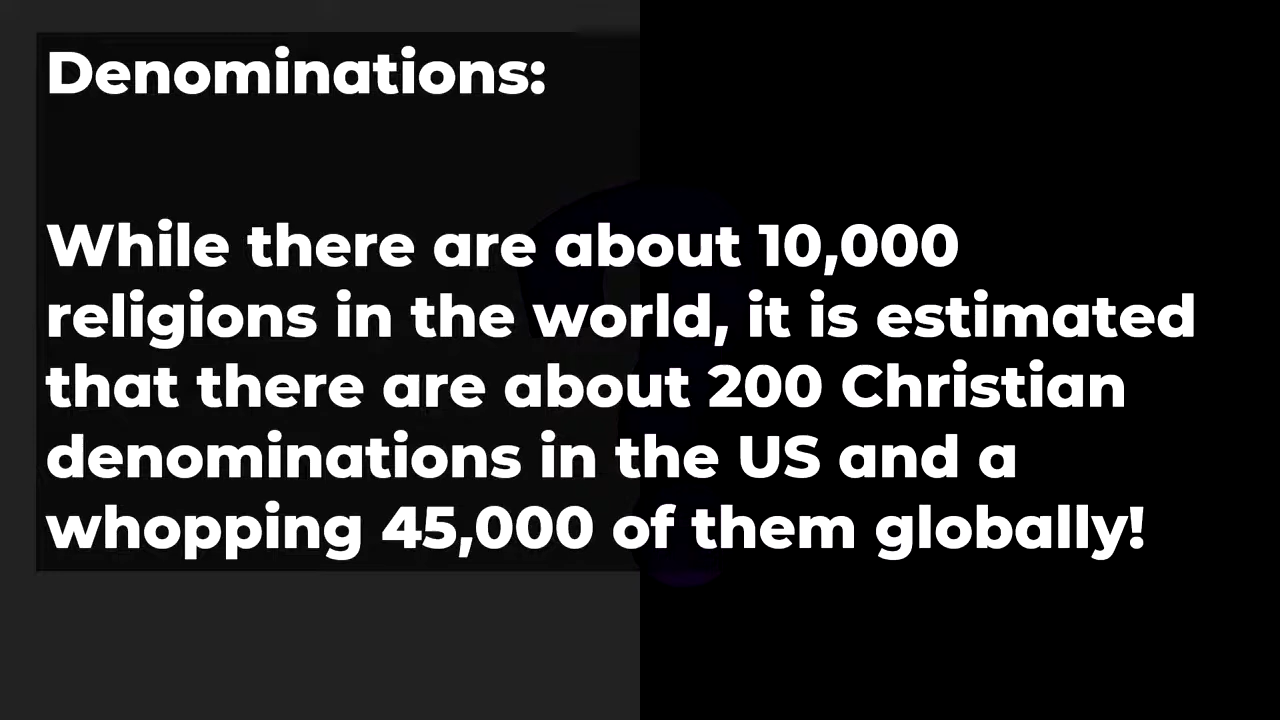 Denominations:
While there are about 10,000
religions in the world, it is estimated
that there are about 200 Christian
denominations in the US and a
whopping 45,000 of them globally!